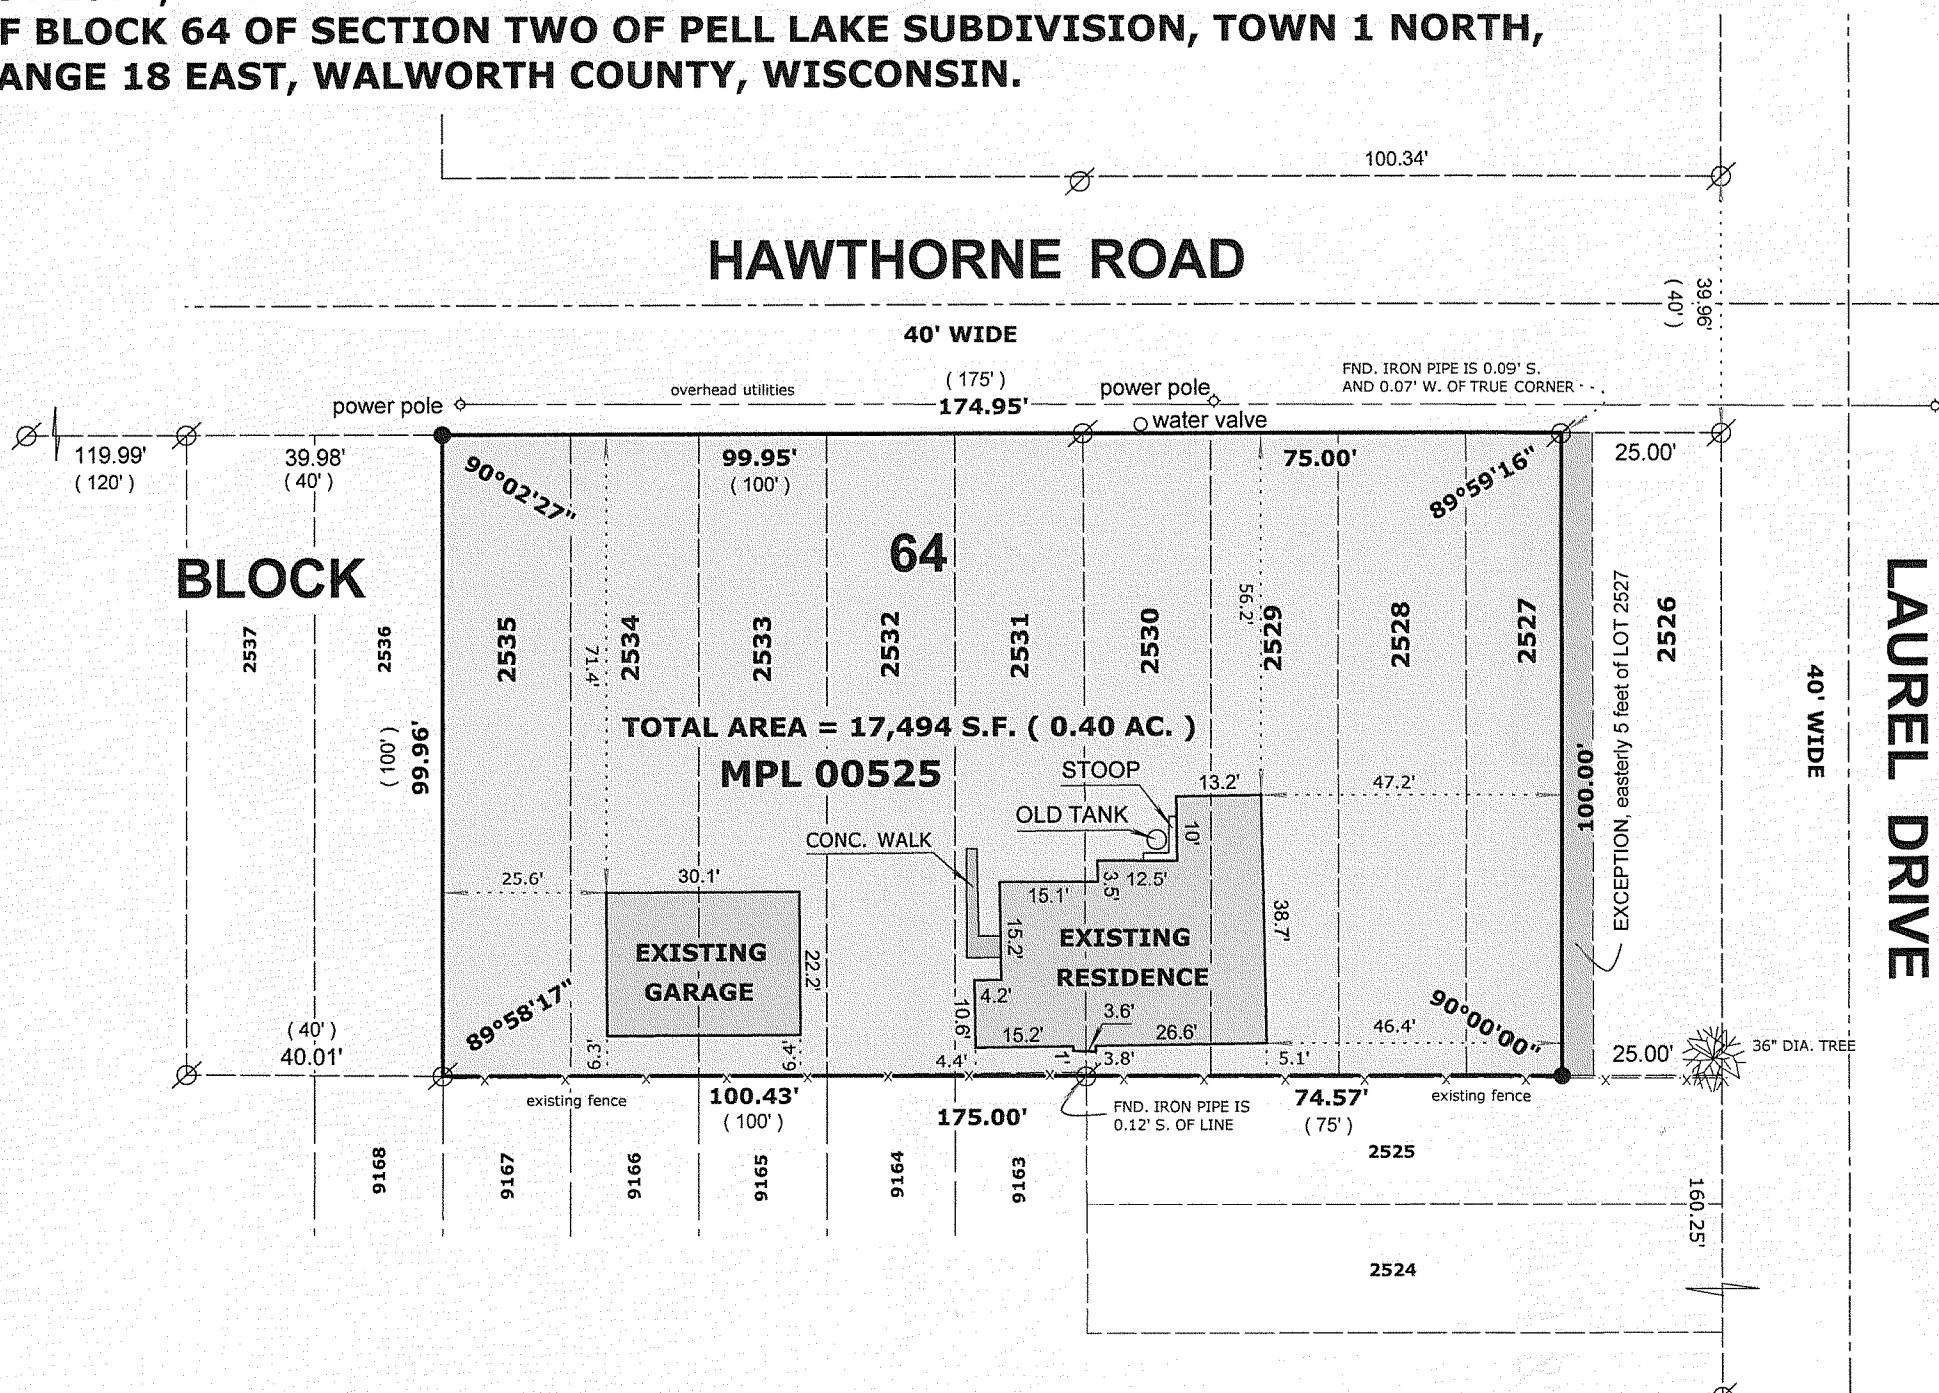 F BLOCK 64 OF SECTION TWO OF PELL LAKE SUBDIVISION, TOWN 1 NORTH,
ANGE 18 EAST, WALWORTH COUNTY, WISCONSIN.
100.34'
HAWTHORNE ROAD
39.96'
( 40' )
40' WIDE
FND. IRON PIPE IS 0.09' S.
AND 0.07' W. OF TRUE CORNER
( 175' )
174.95'
overhead utilities
power pole
power pole
water valve
119.99'
( 120' )
39.98'
( 40' )
99.95'
( 100' )
75.00'
25.00'
90°02'27"
89°59'16"
64
BLOCK
2537
2536
2535
2534
2533
2532
2531
2530
2529
2528
2527
2526
71.4'
56.2'
EXCEPTION, easterly 5 feet of LOT 2527
LAUREL DRIVE
40' WIDE
( 100' )
99.96'
100.00'
TOTAL AREA = 17,494 S.F. ( 0.40 AC. )
MPL 00525
STOOP
13.2'
47.2'
OLD TANK
10'
CONC. WALK
25.6'
30.1'
15.1'
3.5'
12.5'
38.7'
EXISTING
GARAGE
22.2'
15.2'
EXISTING
RESIDENCE
4.2'
10.6'
15.2'
3.6'
26.6'
46.4'
89°58'17"
90°00'00"
( 40' )
40.01'
6.3'
6.4'
4.4'
1'
3.8'
5.1'
25.00'
36" DIA. TREE
existing fence
100.43'
( 100' )
175.00'
FND. IRON PIPE IS
0.12' S. OF LINE
74.57'
( 75' )
existing fence
9168
9167
9166
9165
9164
9163
2525
160.25'
2524